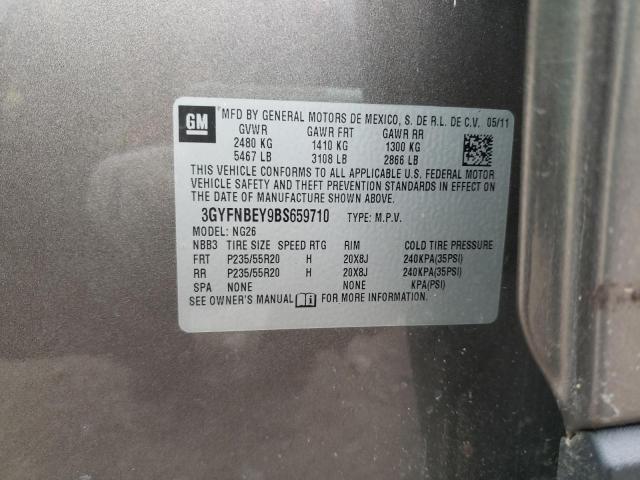 GM
MFD BY GENERAL MOTORS DE MEXICO, S. DE R.L. DE C.V. 05/11
GVWR GAWR FRT GAWR RR
2480 KG 1410 KG 1300 KG
5467 LB 3108 LB 2866 LB
THIS VEHICLE CONFORMS TO ALL APPLICABLE U.S. FEDERAL MOTOR
VEHICLE SAFETY AND THEFT PREVENTION STANDARDS IN EFFECT ON
THE DATE OF MANUFACTURE SHOWN ABOVE.
3GYFNBEY9BS659710 TYPE: M.P.V.
MODEL: NG26
NBB3 TIRE SIZE SPEED RTG RIM COLD TIRE PRESSURE
FRT P235/55R20 H 20X8J 240KPA(35PSI)
RR P235/55R20 H 20X8J 240KPA(35PSI)
SPA NONE NONE KPA(PSI)
SEE OWNER'S MANUAL FOR MORE INFORMATION.